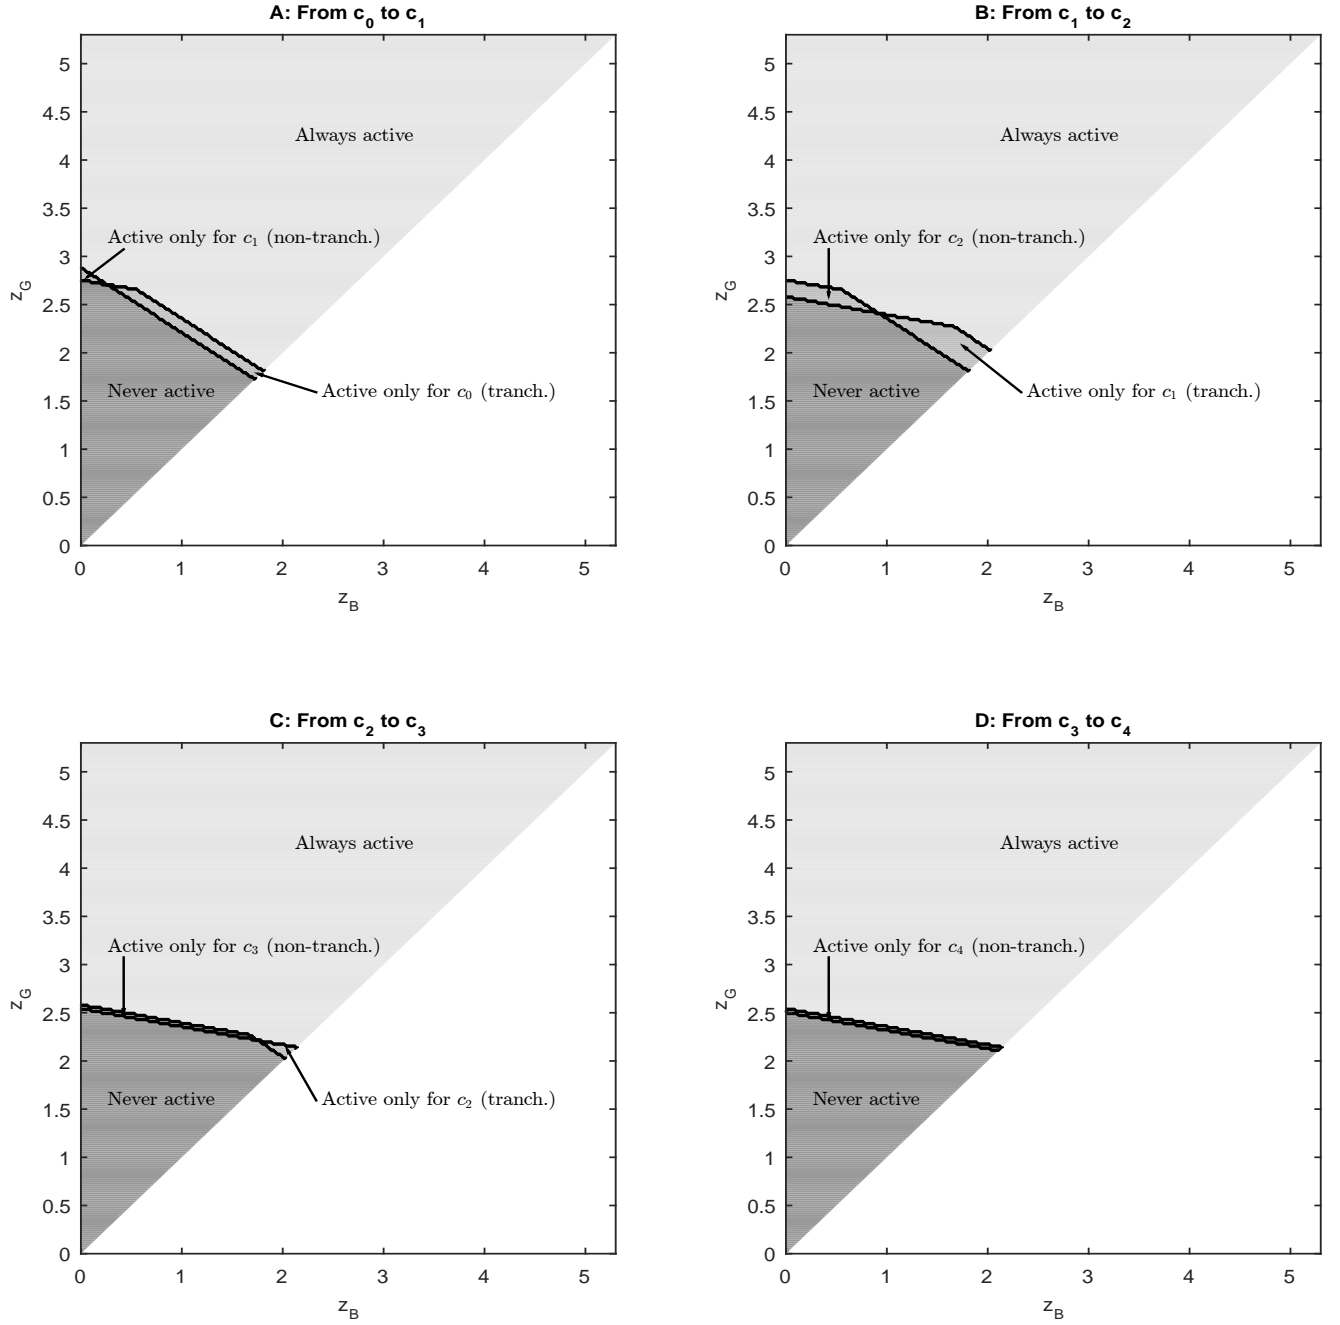 A: From c0 to c1
5
4.5
4
3.5
3
2.5
2
1.5
1
0.5
0
zG
Always active
Active only for c1 (non-tranch.)
Never active
Active only for c0 (tranch.)
0 1 2 3 4 5
zB
B: From c1 to c2
5
4.5
4
3.5
3
2.5
2
1.5
1
0.5
0
zG
Always active
Active only for c2 (non-tranch.)
Never active
Active only for c1 (tranch.)
0 1 2 3 4 5
zB
C: From c2 to c3
5
4.5
4
3.5
3
2.5
2
1.5
1
0.5
0
zG
Always active
Active only for c3 (non-tranch.)
Never active
Active only for c2 (tranch.)
0 1 2 3 4 5
zB
D: From c3 to c4
5
4.5
4
3.5
3
2.5
2
1.5
1
0.5
0
zG
Always active
Active only for c4 (non-tranch.)
Never active
0 1 2 3 4 5
zB